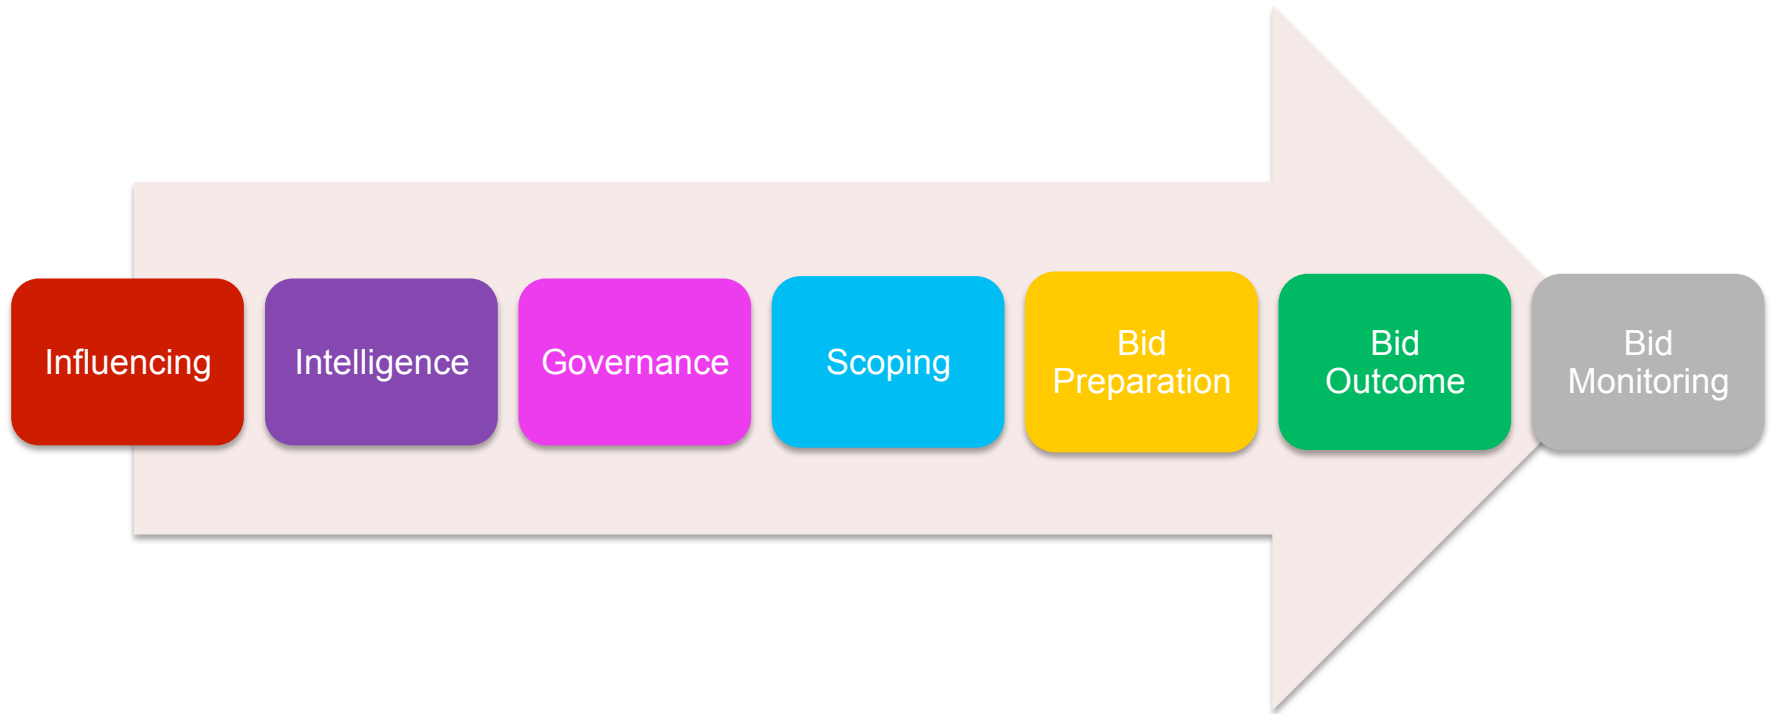 Influencing
Intelligence
Governance
Scoping
Bid
Preparation
Bid
Outcome
Bid
Monitoring